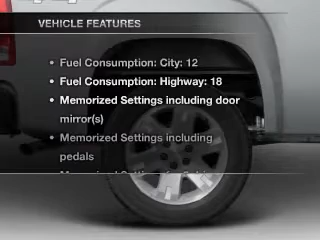 VEHICLE FEATURES
• Fuel Consumption: City: 12
• Fuel Consumption: Highway: 18
• Memorized Settings including door
mirror(s)
• Memorized Settings including
pedals